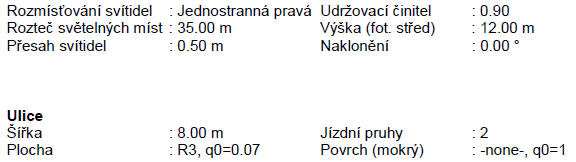 Rozmísťování svítidel : Jednostranná pravá Udržovací činitel : 0.90
Rozteč světelných míst : 35.00 m Výška (fot. střed) : 12.00 m
Přesah svítidel : 0.50 m Naklonění : 0.00 °
Ulice
Šířka : 8.00 m Jízdní pruhy : 2
Plocha : R3, q0=0.07 Povrch (mokrý) : -none-, q0=1